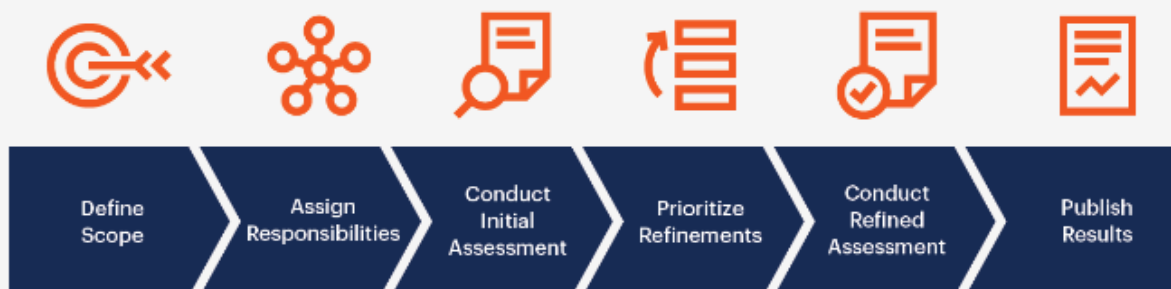 Define
Scope
Assign
Responsibilities
Conduct
Initial
Assessment
Prioritize
Refinements
Conduct
Refined
Assessment
Publish
Results